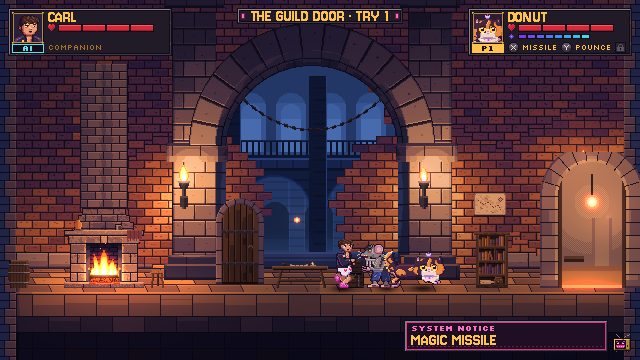 CARL
THE GUILD DOOR · TRY 1
DONUT
AI COMPANION
P1 X MISSILE Y POUNCE
SYSTEM NOTICE
MAGIC MISSILE